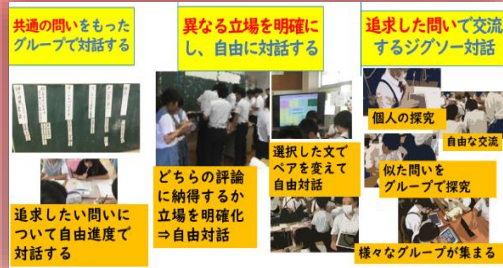 共通の問いをもった
グループで対話する
追求したい問いに
ついて自由進度で
対話する
異なる立場を明確に
し、自由に対話する
どちらの評論
に納得するか
立場を明確化
⇒自由対話
選択した文で
ペアを変えて
自由対話
追求した問いで交流
するジグソー対話
個人の探究
自由な交流
似た問いを
グループで探究
様々なグループが集まる